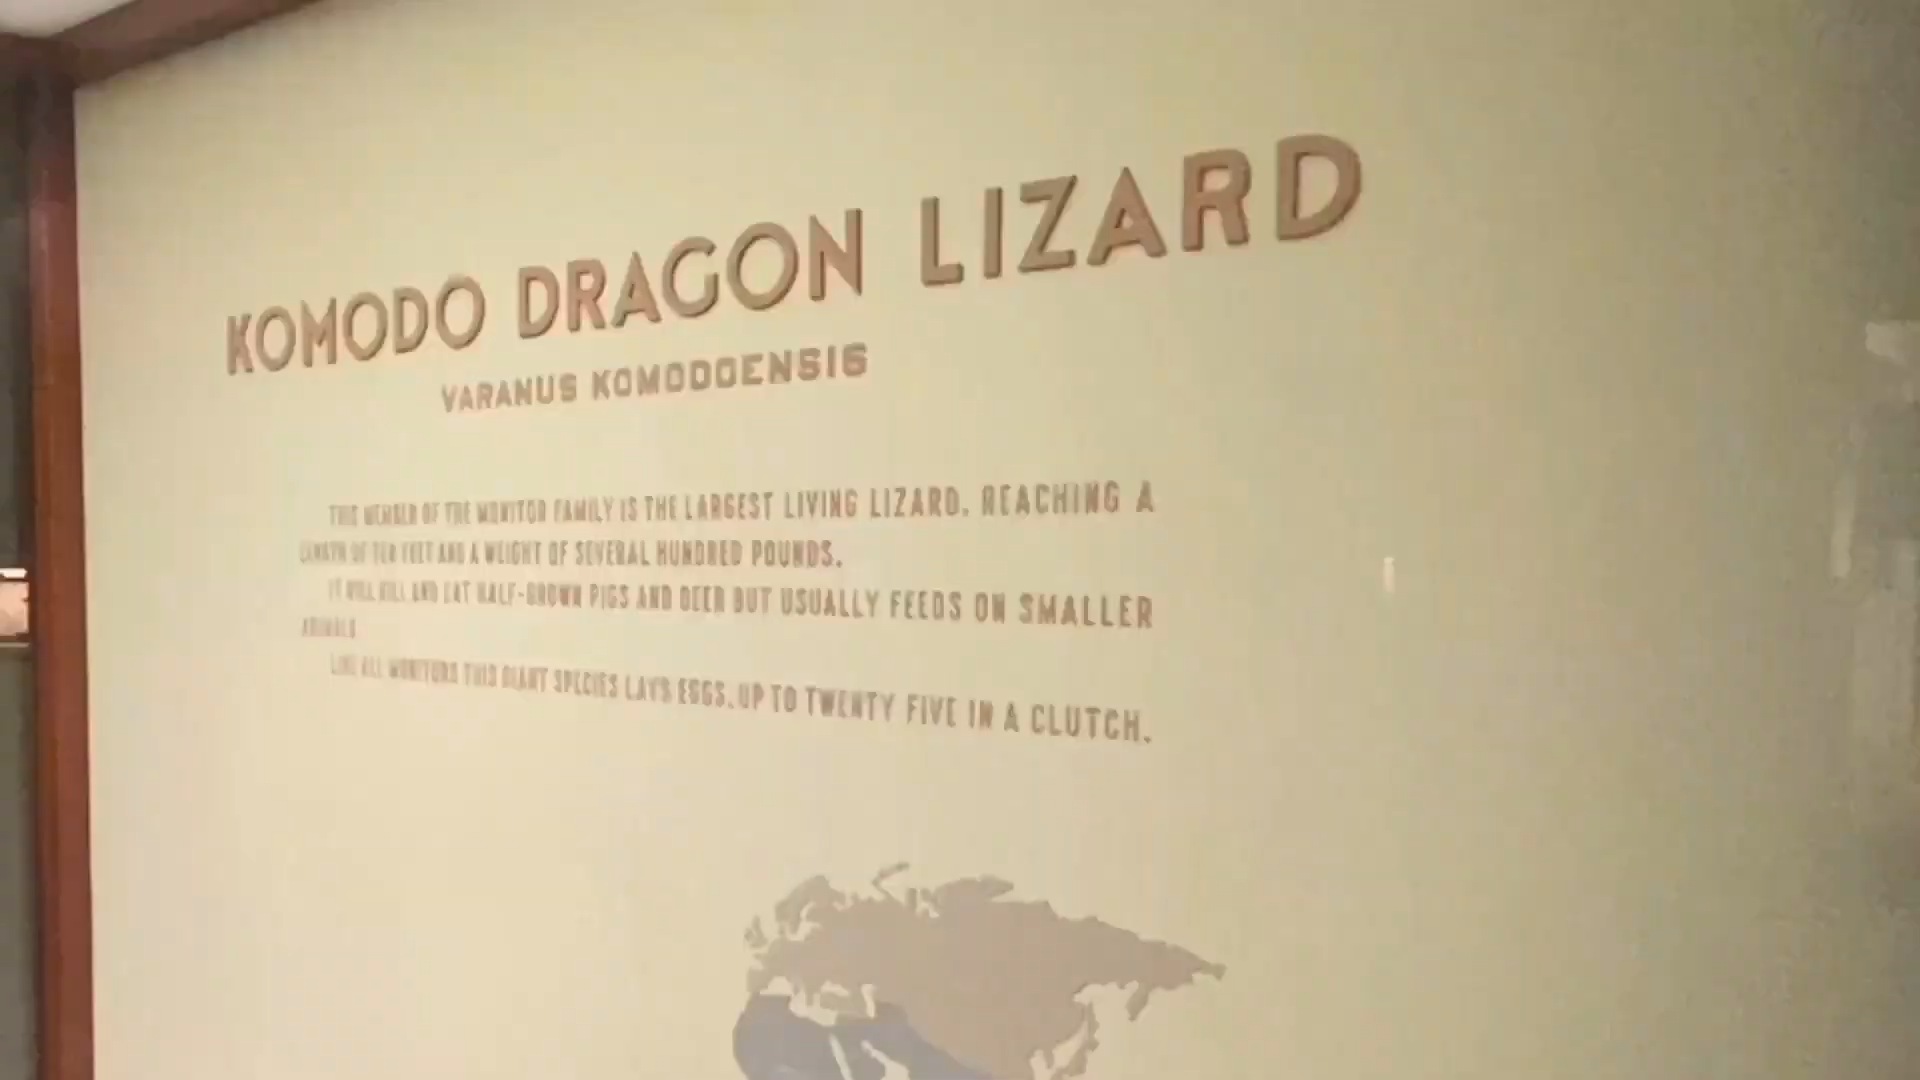 KOMODO DRAGON LIZARD
VARANUS KOMODOENSIS
THIS MEMBER OF THE MONITOR FAMILY IS THE LARGEST LIVING LIZARD, REACHING A
LENGTH OF TEN FEET AND A WEIGHT OF SEVERAL HUNDRED POUNDS.
IT WILL KILL AND EAT HALF-GROWN PIGS AND DEER BUT USUALLY FEEDS ON SMALLER
ANIMALS.
LIKE ALL MONITORS THIS GIANT SPECIES LAYS EGGS, UP TO TWENTY FIVE IN A CLUTCH.